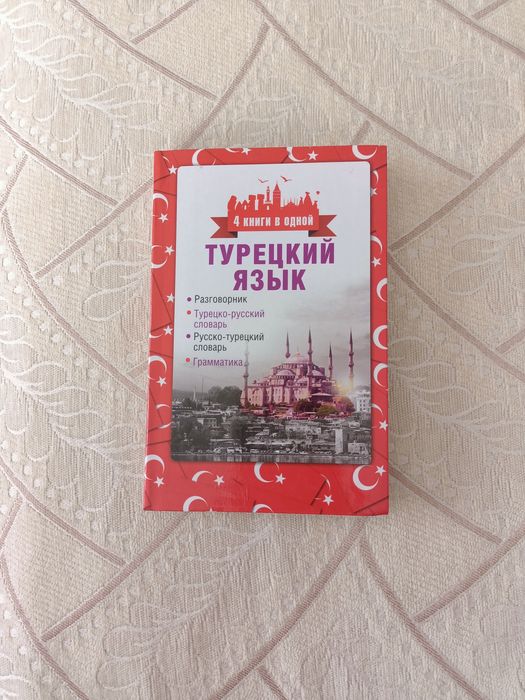 4 КНИГИ В ОДНОЙ
ТУРЕЦКИЙ
ЯЗЫК
• Разговорник
• Турецко-русский
словарь
• Русско-турецкий
словарь
• Грамматика